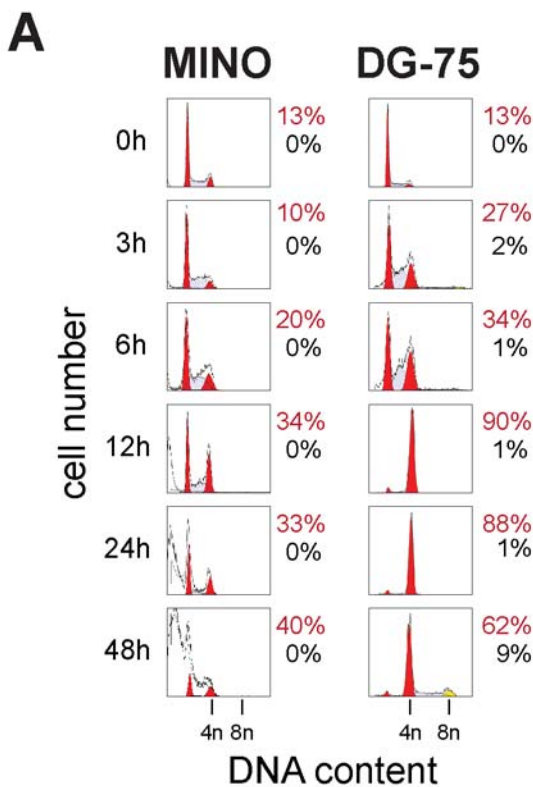 A
MINO DG-75
0h 13% 0% 13% 0%
3h 10% 0% 27% 2%
6h 20% 0% 34% 1%
12h 34% 0% 90% 1%
24h 33% 0% 88% 1%
48h 40% 0% 62% 9%
cell number
4n 8n 4n 8n
DNA content